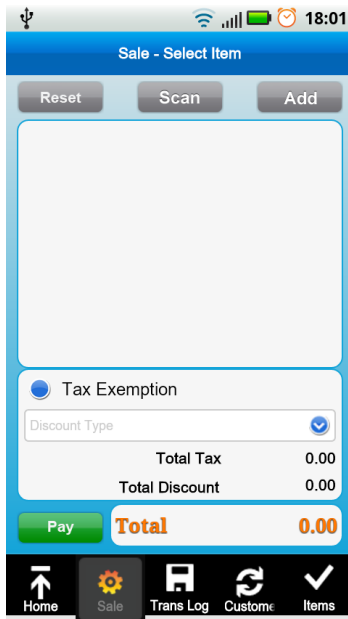 18:01
Sale - Select Item
Reset Scan Add
Tax Exemption
Discount Type
Total Tax 0.00
Total Discount 0.00
Pay Total 0.00
Home Sale Trans Log Custome Items